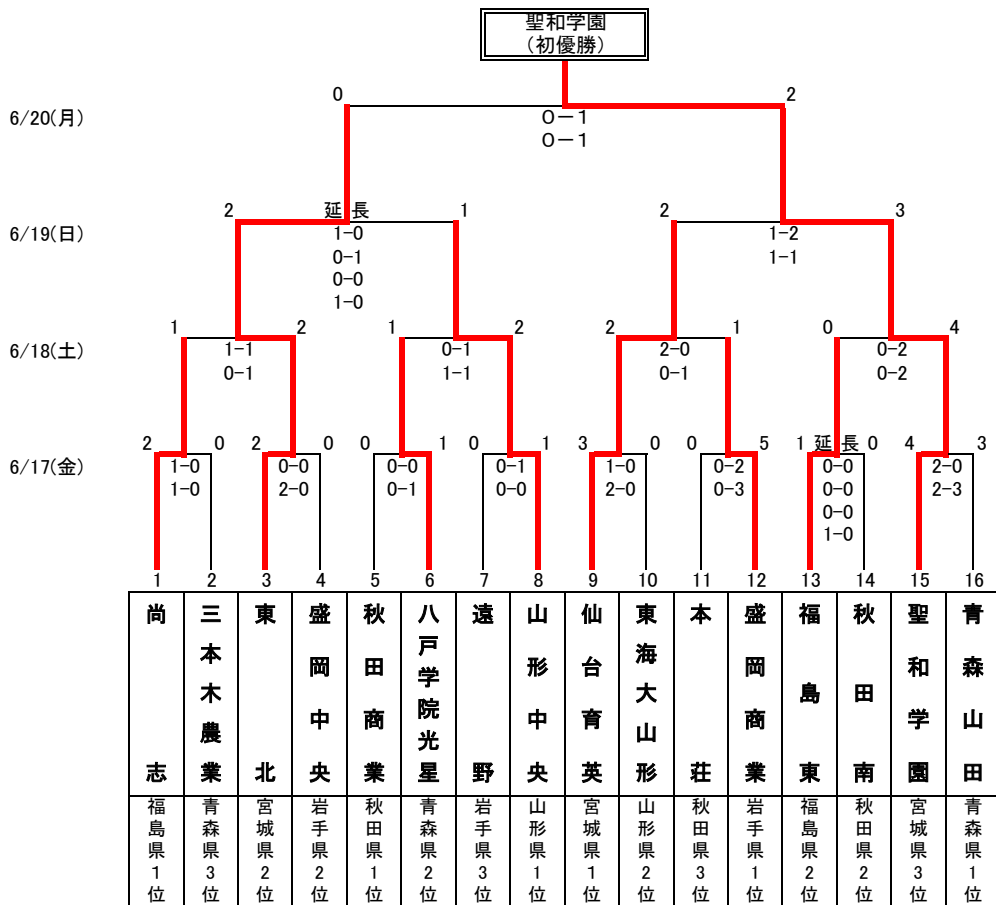 聖和学園
(初優勝)
0 2
6/20(月)
0-1
0-1
2 延長 1 2 3
6/19(日)
1-0 1-2
0-1 1-1
0-0
1-0
1 2 1 2 2 1 0 4
6/18(土)
1-1 0-1 2-0 0-2
0-1 1-1 0-1 0-2
2 0 2 0 0 1 0 1 3 0 0 5 1 延長 0 4 3
6/17(金)
1-0 0-0 0-0 0-1 1-0 0-2 0-0 2-0
1-0 2-0 0-1 0-0 2-0 0-3 0-0 2-3
0-0
1-0
1 2 3 4 5 6 7 8 9 10 11 12 13 14 15 16
尚志
三本木農業
東北
盛岡中央
秋田商業
八戸学院光星
遠野
山形中央
仙台育英
東海大山形
本荘
盛岡商業
福島東
秋田南
聖和学園
青森山田
福島県1位
青森県3位
宮城県2位
岩手県2位
秋田県1位
青森県2位
岩手県3位
山形県1位
宮城県1位
山形県2位
秋田県3位
岩手県1位
福島県2位
秋田県2位
宮城県3位
青森県1位